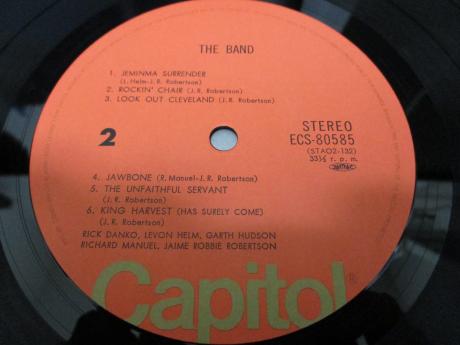 THE BAND
1. JEMINMA SURRENDER
(L. Helm-J. R. Robertson)
2. ROCKIN' CHAIR (J. R. Robertson)
3. LOOK OUT CLEVELAND (J. R. Robertson)
2
STEREO
ECS-80585
(STAO2-132)
33⅓ r. p. m.
4. JAWBONE (R. Manuel-J. R. Robertson)
5. THE UNFAITHFUL SERVANT
(J. R. Robertson)
6. KING HARVEST (HAS SURELY COME)
(J. R. Robertson)
RICK DANKO, LEVON HELM, GARTH HUDSON
RICHARD MANUEL, JAIME ROBBIE ROBERTSON
Capitol®